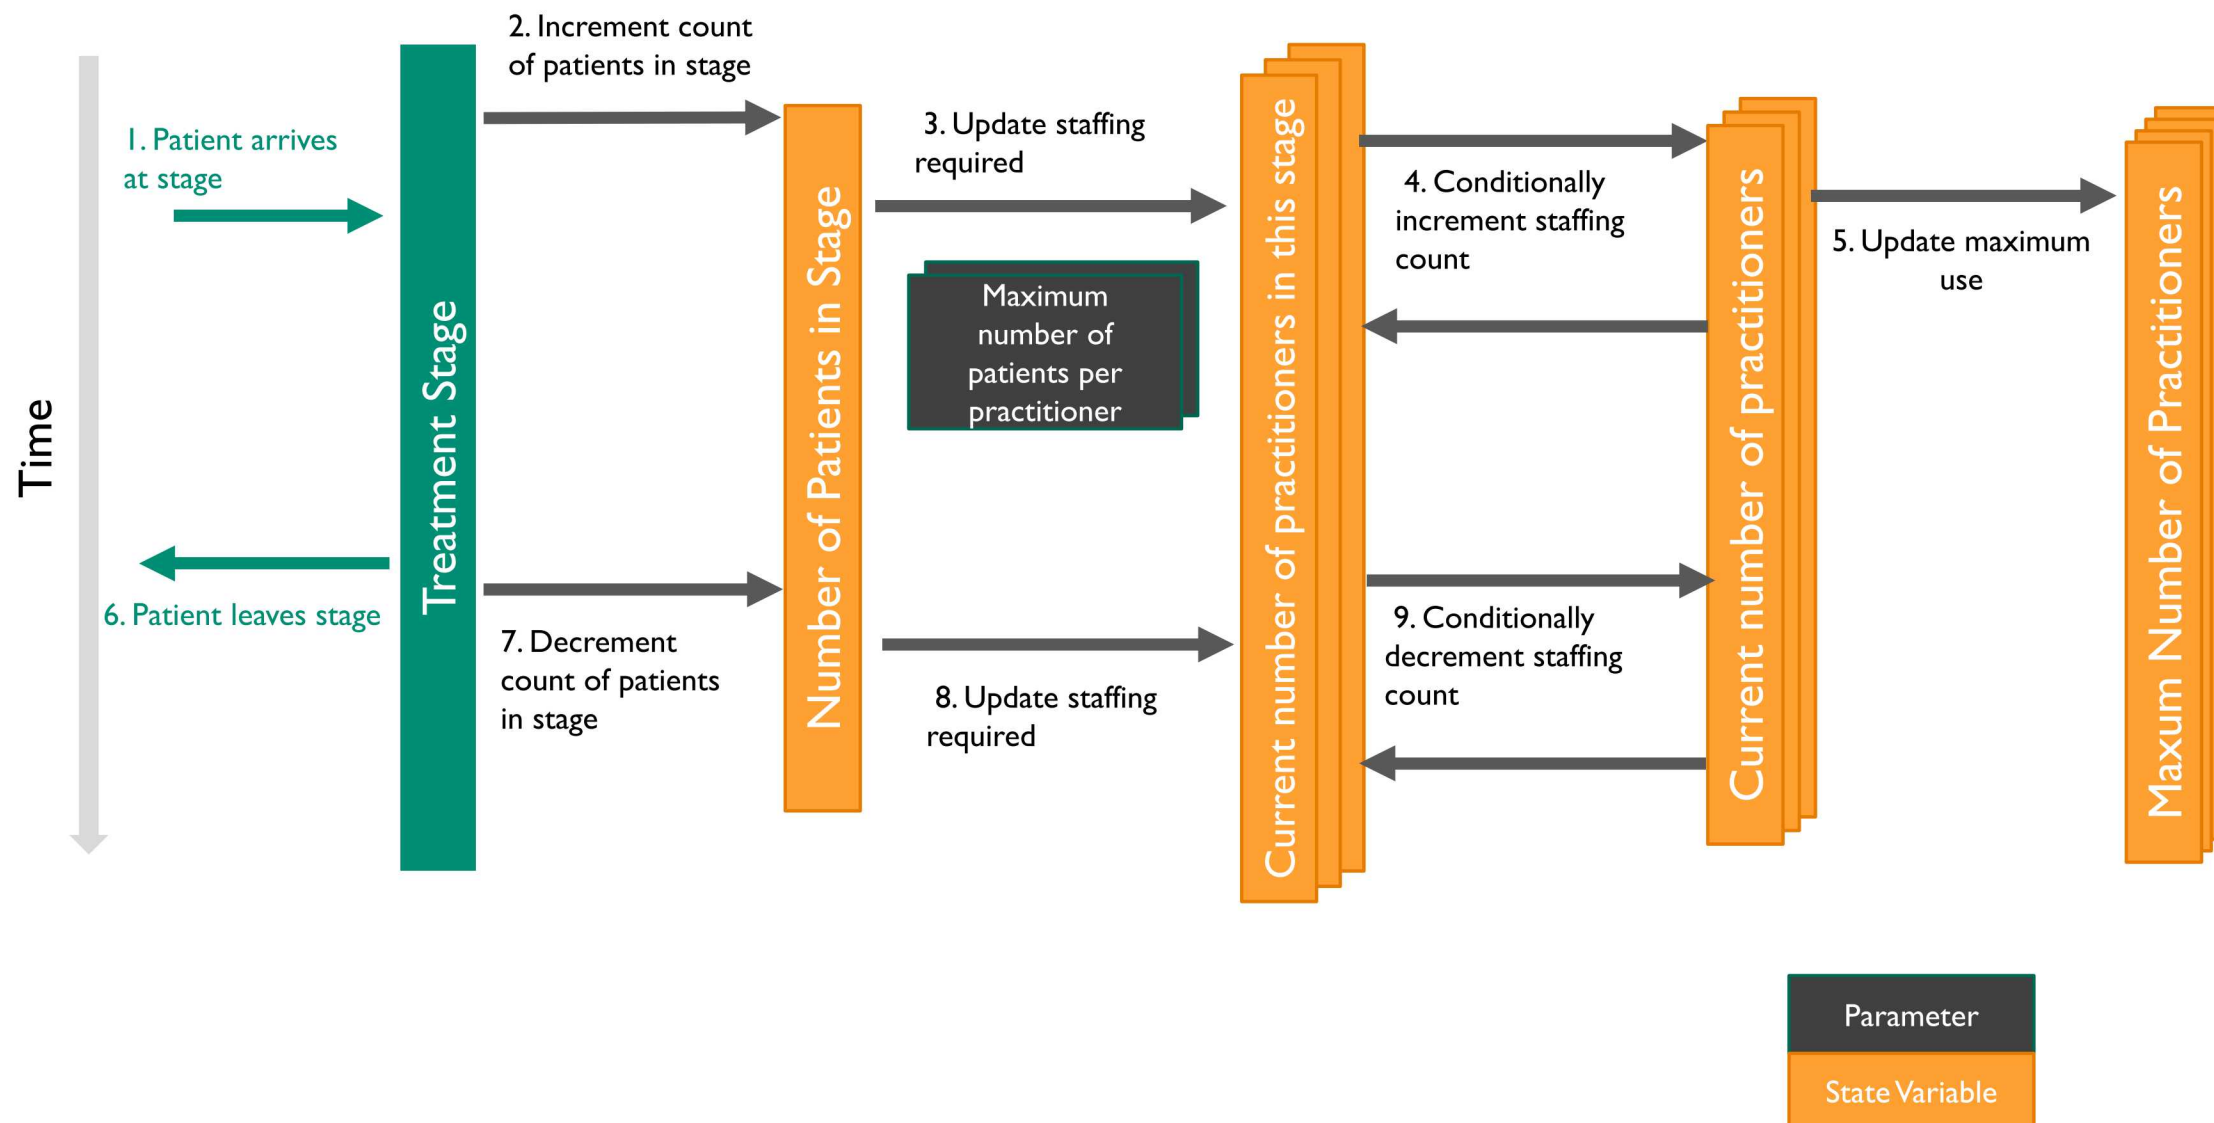 2. Increment count
of patients in stage
1. Patient arrives
at stage
3. Update staffing
required
4. Conditionally
increment staffing
count
5. Update maximum
use
Time
Treatment Stage
Number of Patients in Stage
Maximum
number of
patients per
practitioner
Current number of practitioners in this stage
Current number of practitioners
Maxum Number of Practitioners
6. Patient leaves stage
7. Decrement
count of patients
in stage
8. Update staffing
required
9. Conditionally
decrement staffing
count
Parameter
State Variable